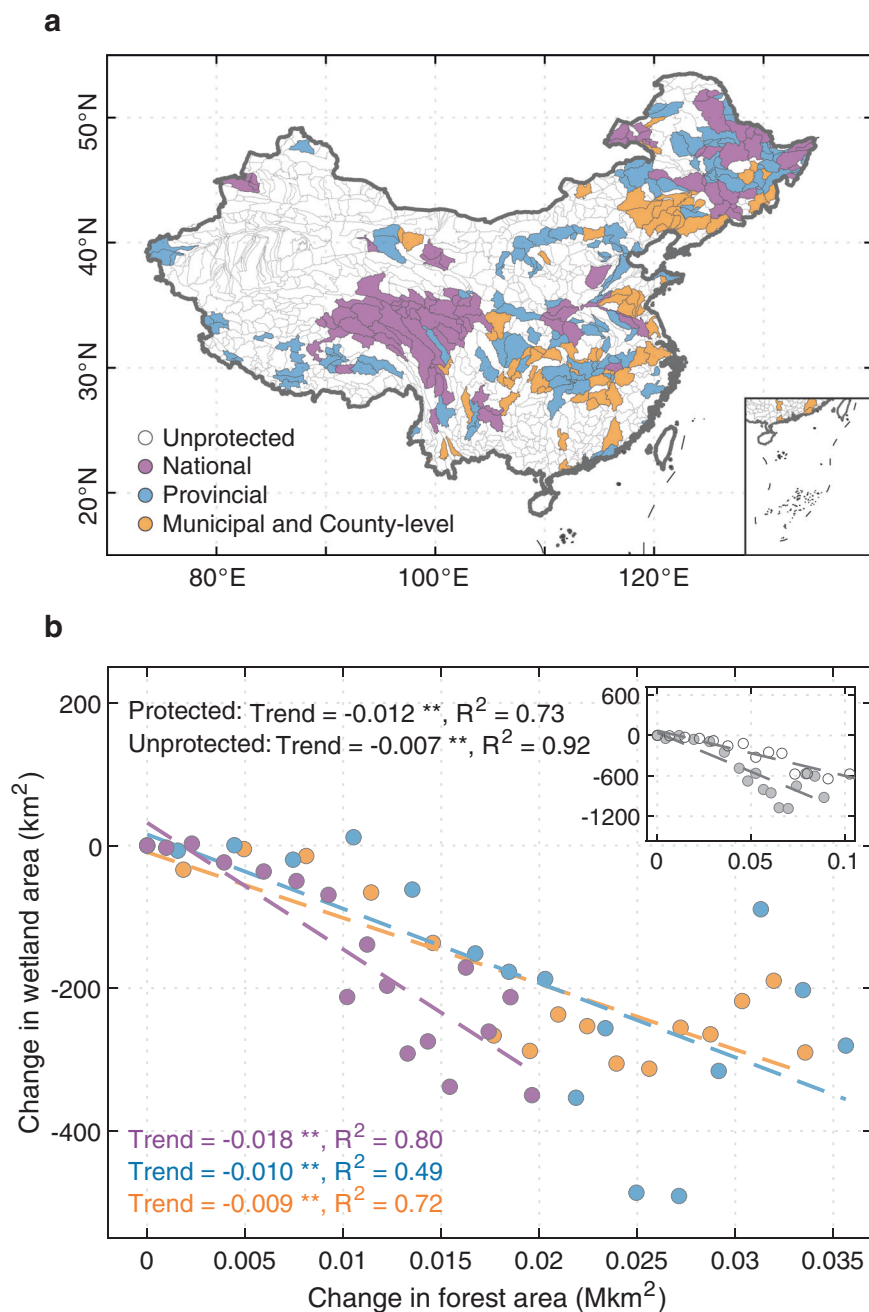 a
50°N
40°N
30°N
20°N
Unprotected
National
Provincial
Municipal and County-level
80°E
100°E
120°E
b
Protected: Trend = -0.012 **, R² = 0.73
Unprotected: Trend = -0.007 **, R² = 0.92
600
0
-600
-1200
0
0.05
0.1
200
0
-200
-400
Change in wetland area (km²)
Trend = -0.018 **, R² = 0.80
Trend = -0.010 **, R² = 0.49
Trend = -0.009 **, R² = 0.72
0
0.005
0.01
0.015
0.02
0.025
0.03
0.035
Change in forest area (Mkm²)